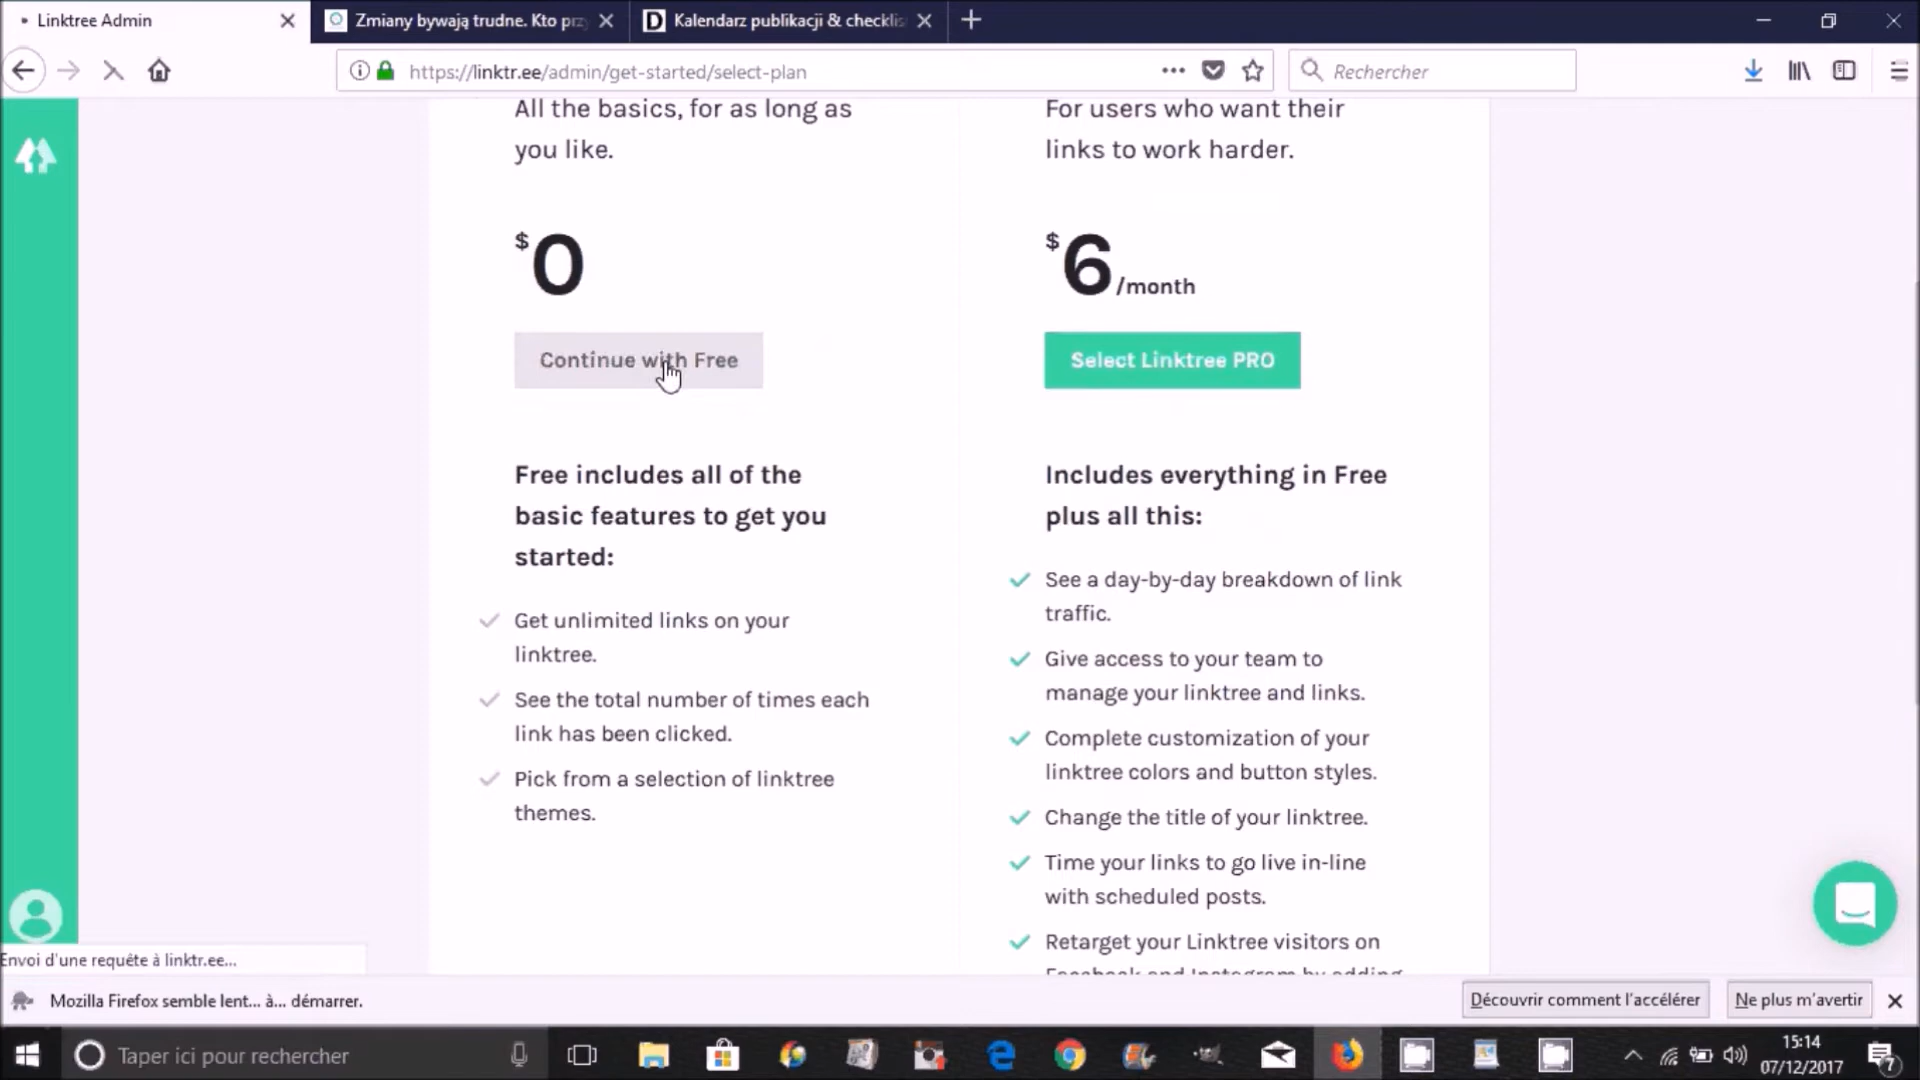 Linktree Admin
Zmiany bywają trudne. Kto prz
Kalendarz publikacji & checklis
https://linktr.ee/admin/get-started/select-plan
Rechercher
All the basics, for as long as
you like.
$0
Continue with Free
Free includes all of the
basic features to get you
started:
Get unlimited links on your
linktree.
See the total number of times each
link has been clicked.
Pick from a selection of linktree
themes.
For users who want their
links to work harder.
$6/month
Select Linktree PRO
Includes everything in Free
plus all this:
See a day-by-day breakdown of link
traffic.
Give access to your team to
manage your linktree and links.
Complete customization of your
linktree colors and button styles.
Change the title of your linktree.
Time your links to go live in-line
with scheduled posts.
Retarget your Linktree visitors on
Facebook and Instagram by adding
Envoi d'une requête à linktr.ee...
Mozilla Firefox semble lent... à... démarrer.
Découvrir comment l'accélérer
Ne plus m'avertir
Taper ici pour rechercher
15:14
07/12/2017
7